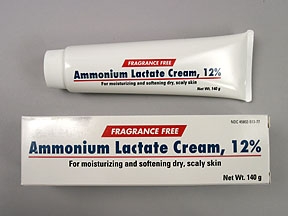 FRAGRANCE FREE
Ammonium Lactate Cream, 12%
For moisturizing and softening dry, scaly skin
Net Wt. 140 g
FRAGRANCE FREE
Ammonium Lactate Cream, 12%
For moisturizing and softening dry, scaly skin
Net Wt. 140 g